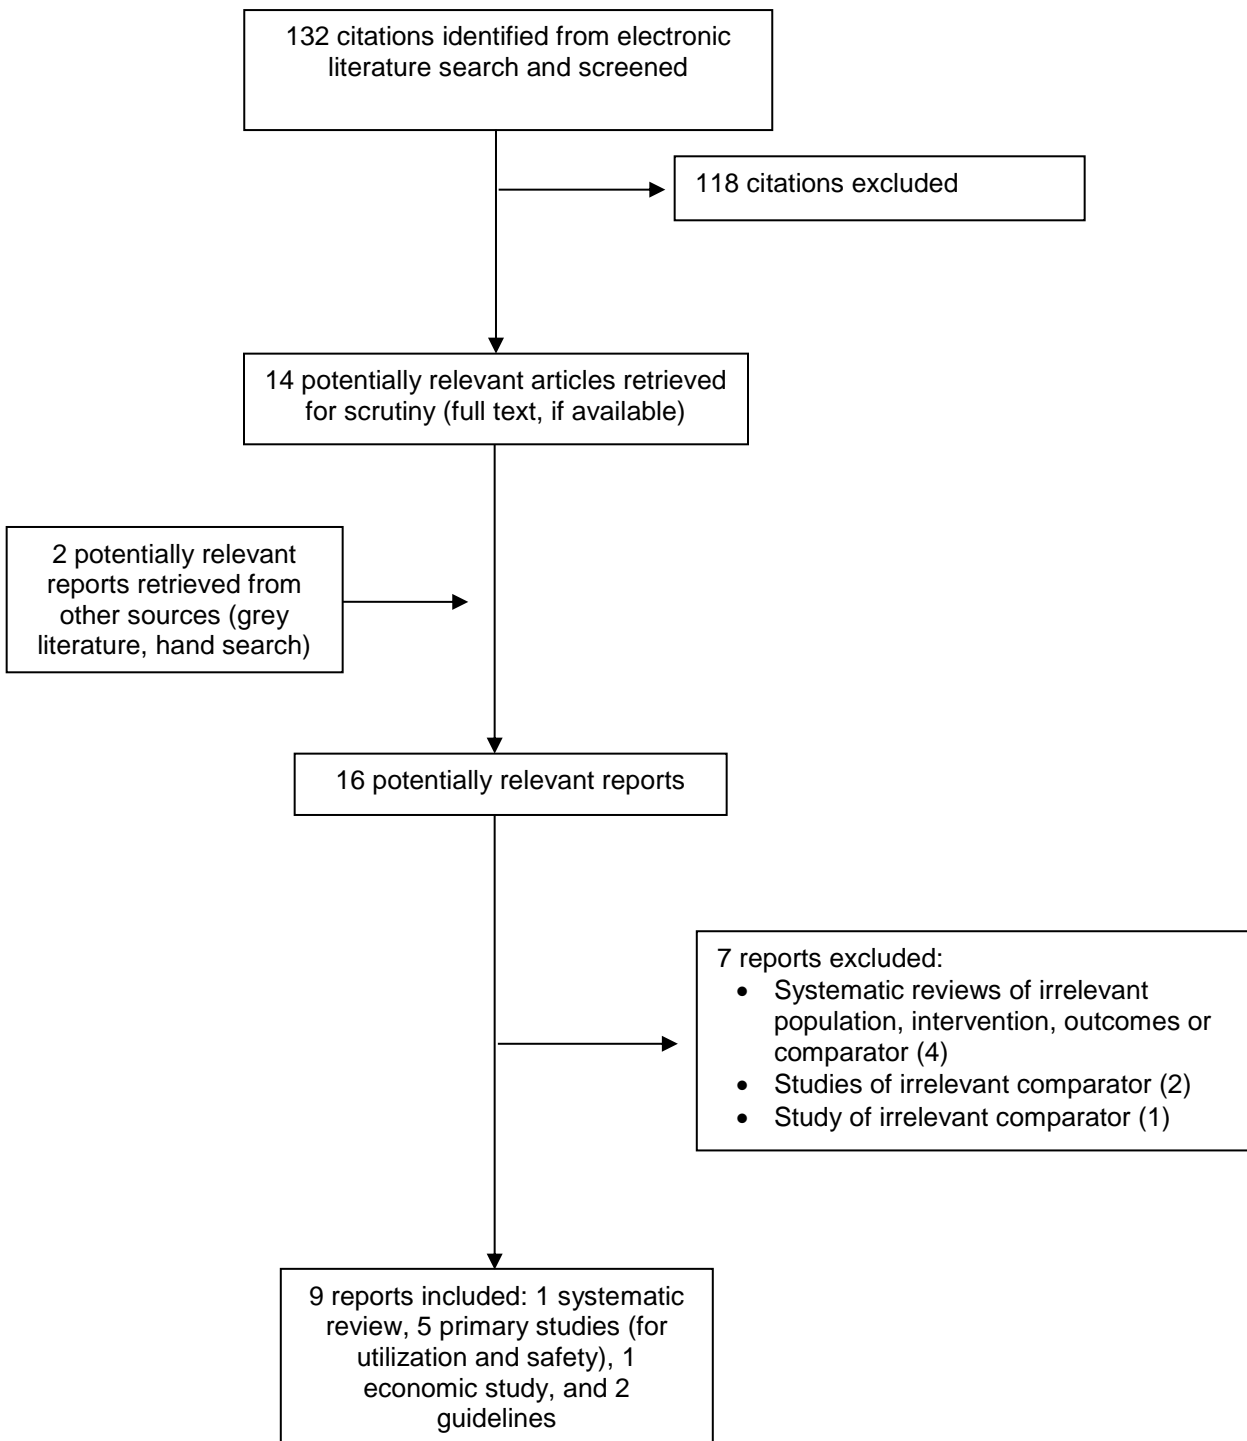 132 citations identified from electronic
literature search and screened
118 citations excluded
14 potentially relevant articles retrieved
for scrutiny (full text, if available)
2 potentially relevant
reports retrieved from
other sources (grey
literature, hand search)
16 potentially relevant reports
7 reports excluded:
• Systematic reviews of irrelevant
population, intervention, outcomes or
comparator (4)
• Studies of irrelevant comparator (2)
• Study of irrelevant comparator (1)
9 reports included: 1 systematic
review, 5 primary studies (for
utilization and safety), 1
economic study, and 2
guidelines